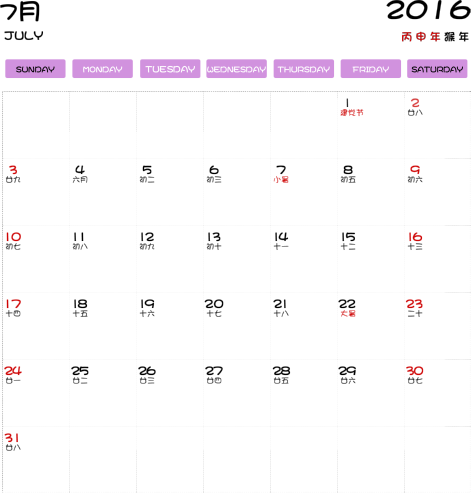 7月 2016
JULY 丙申年猴年
SUNDAY MONDAY TUESDAY WEDNESDAY THURSDAY FRIDAY SATURDAY
1 2
建党节 廿八
3 4 5 6 7 8 9
廿九 六月 初二 初三 小暑 初五 初六
10 11 12 13 14 15 16
初七 初八 初九 初十 十一 十二 十三
17 18 19 20 21 22 23
十四 十五 十六 十七 十八 大暑 二十
24 25 26 27 28 29 30
廿一 廿二 廿三 廿四 廿五 廿六 廿七
31
廿八